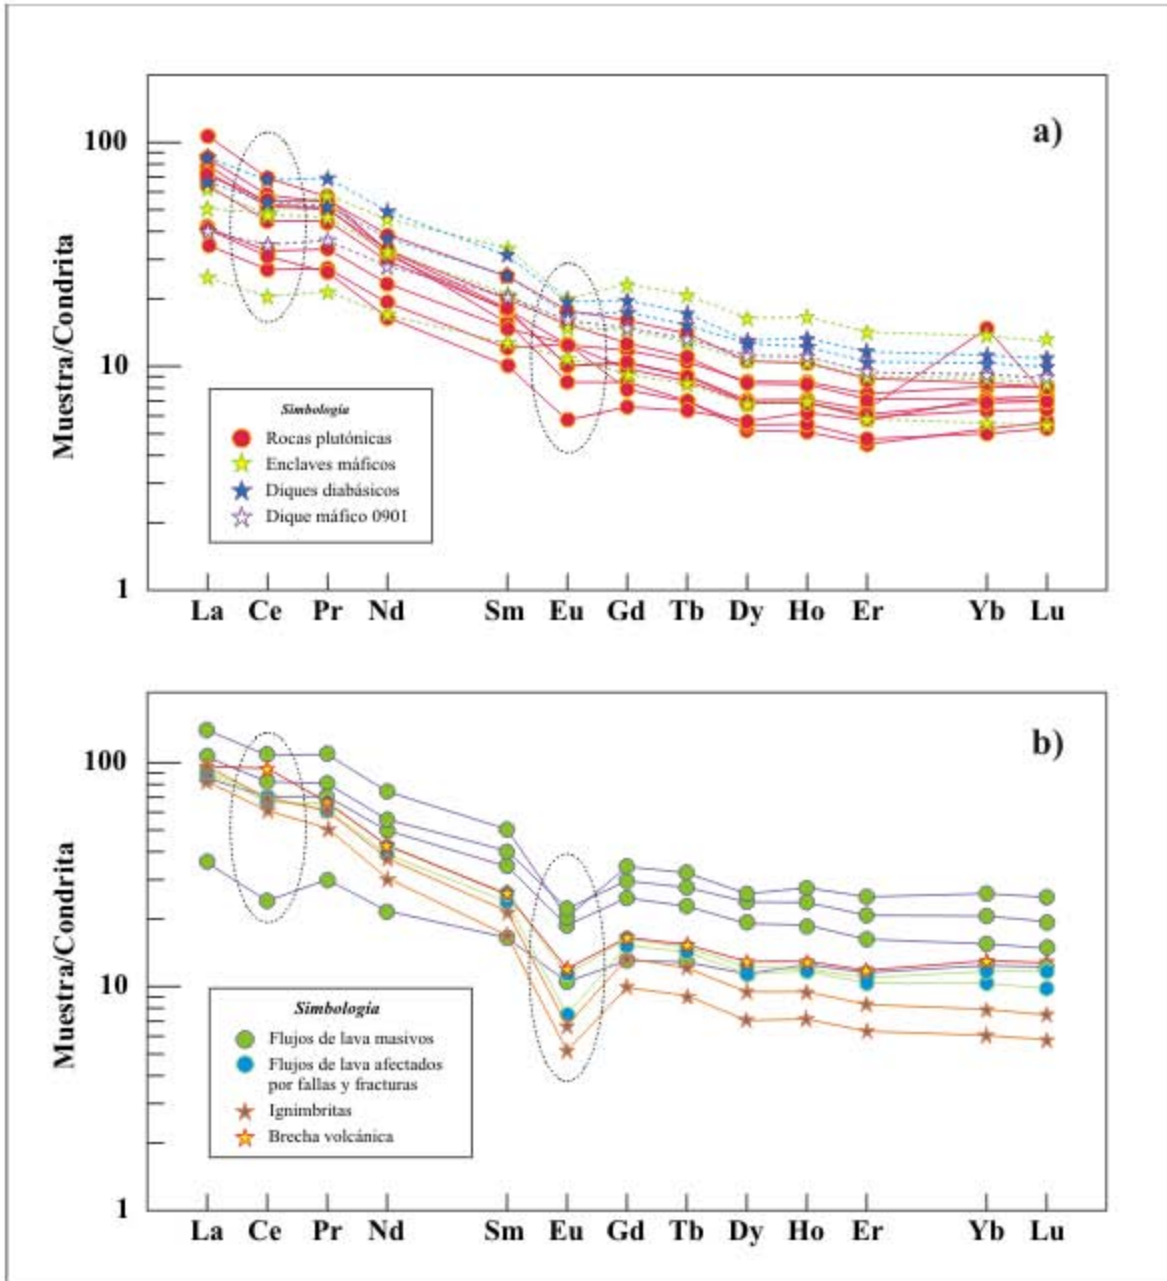 a)
Muestra/Condrita
100
10
1
Simbología
Rocas plutónicas
Enclaves máficos
Diques diabásicos
Dique máfico 0901
La Ce Pr Nd Sm Eu Gd Tb Dy Ho Er Yb Lu
b)
Muestra/Condrita
100
10
1
Simbología
Flujos de lava masivos
Flujos de lava afectados
por fallas y fracturas
Ignimbritas
Brecha volcánica
La Ce Pr Nd Sm Eu Gd Tb Dy Ho Er Yb Lu